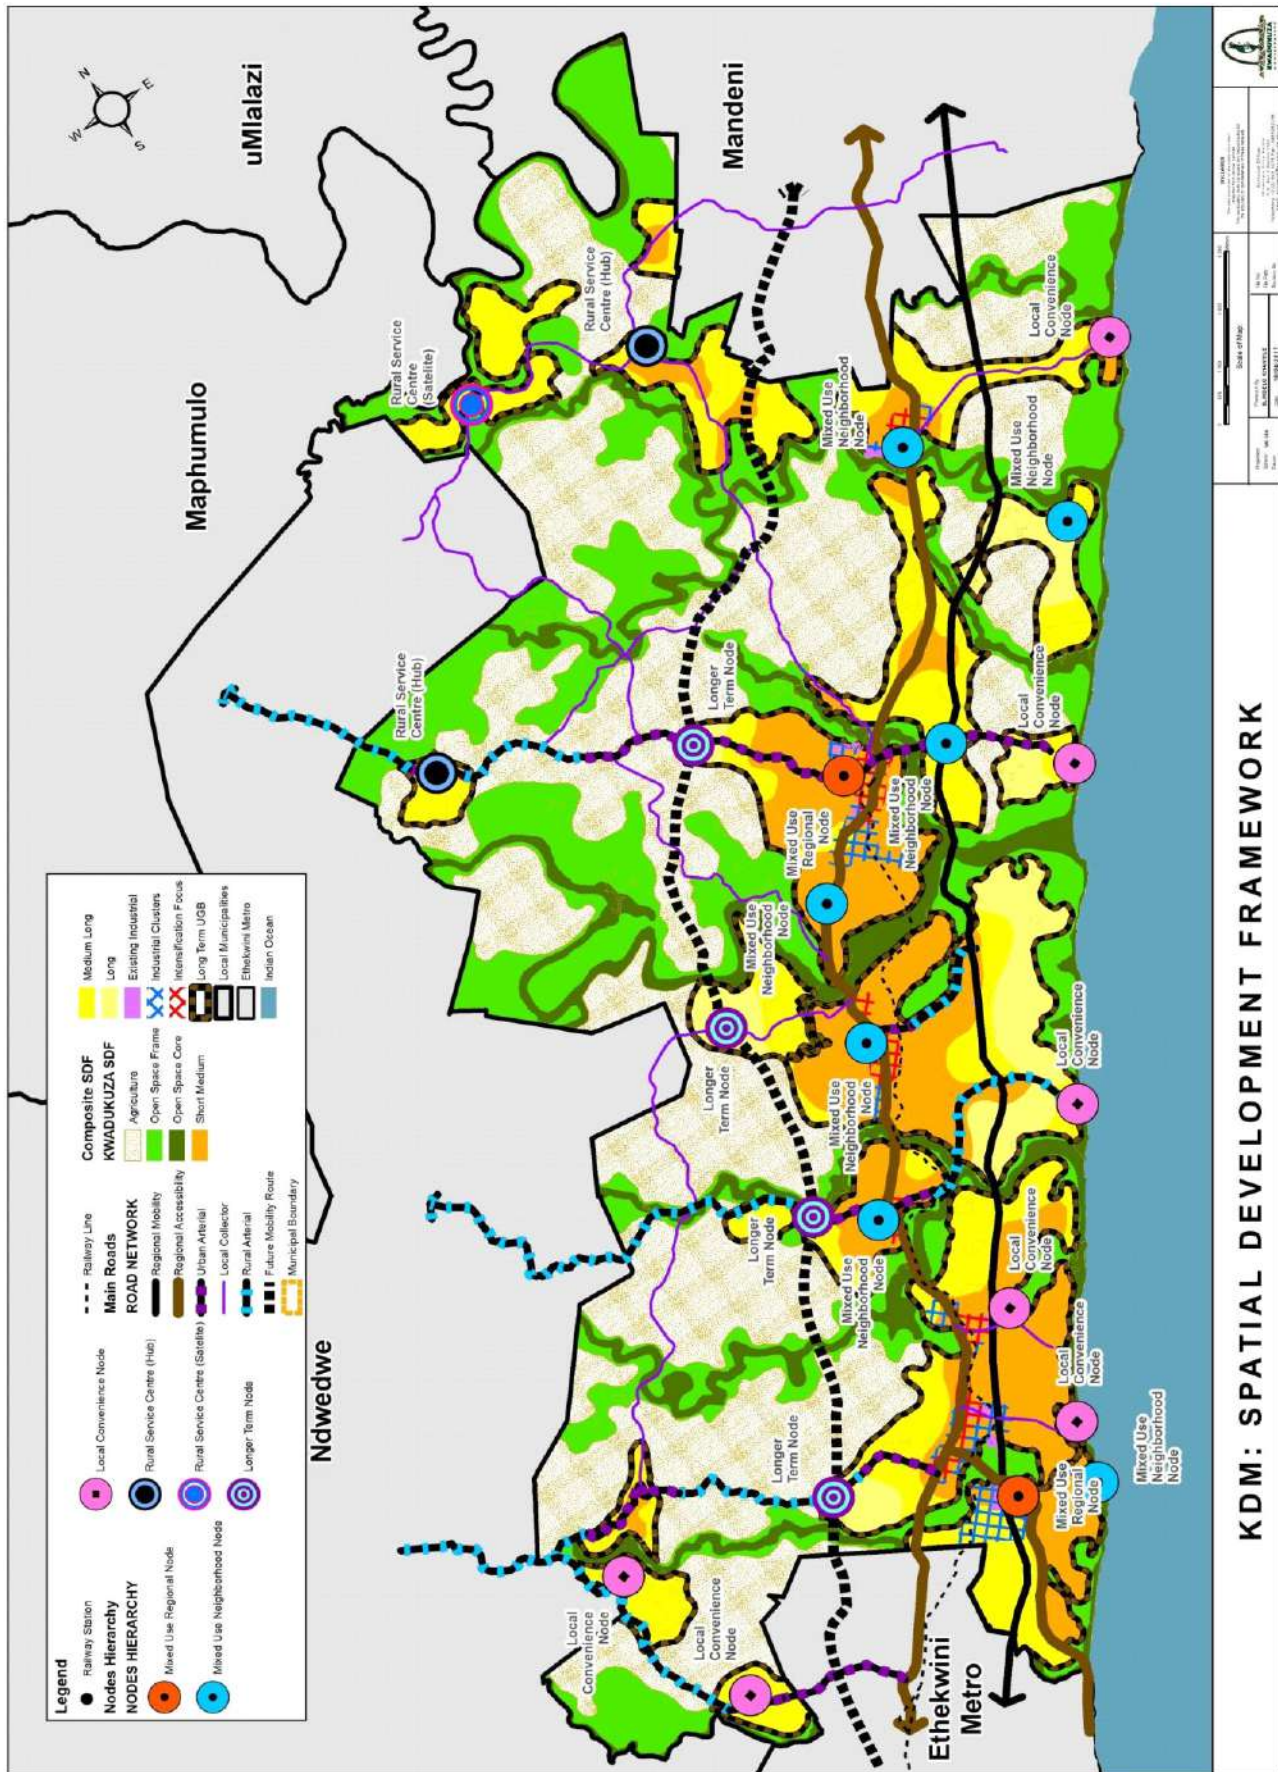 KDM: SPATIAL DEVELOPMENT FRAMEWORK
Legend
Railway Station
Nodes Hierarchy
NODES HIERARCHY
Mixed Use Regional Node
Mixed Use Neighborhood Node
Local Convenience Node
Rural Service Centre (Hub)
Rural Service Centre (Satelite)
Longer Term Node
Railway Line
Main Roads
ROAD NETWORK
Regional Mobility
Regional Accessibility
Urban Arterial
Local Collector
Rural Arterial
Future Mobility Route
Municipal Boundary
Composite SDF
KWADUKUZA SDF
Agriculture
Open Space Frame
Open Space Core
Short Medium
Medium Long
Long
Existing Industrial
Industrial Clusters
Intensification Focus
Long Term UGB
Local Municipalities
Ethekwini Metro
Indian Ocean
Maphumulo
uMlalazi
Mandeni
Ndwedwe
Ethekwini
Metro
N
E
S
W
Rural Service
Centre
(Satelite)
Rural Service
Centre (Hub)
Rural Service
Centre (Hub)
Longer
Term Node
Longer
Term Node
Longer
Term Node
Longer
Term Node
Mixed Use
Neighborhood
Node
Mixed Use
Neighborhood
Node
Local
Convenience
Node
Local
Convenience
Node
Mixed Use
Regional
Node
Mixed Use
Neighborhood
Node
Mixed Use
Neighborhood
Node
Mixed Use
Neighborhood
Node
Mixed Use
Neighborhood
Node
Local
Convenience
Node
Local
Convenience
Node
Local
Convenience
Node
Mixed Use
Regional
Node
Mixed Use
Neighborhood
Node
Local
Convenience
Node
Local
Convenience
Node
Scale of Map:
KWADUKUZA